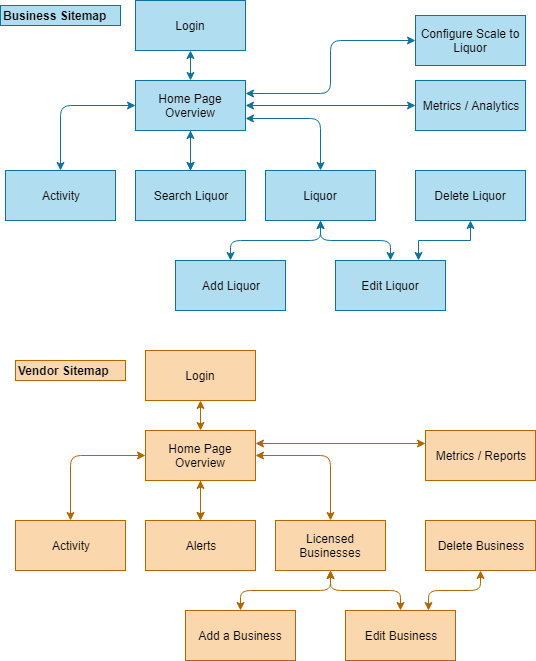 Business Sitemap
Login
Configure Scale to
Liquor
Home Page
Overview
Metrics / Analytics
Activity
Search Liquor
Liquor
Delete Liquor
Add Liquor
Edit Liquor
Vendor Sitemap
Login
Home Page
Overview
Metrics / Reports
Activity
Alerts
Licensed
Businesses
Delete Business
Add a Business
Edit Business